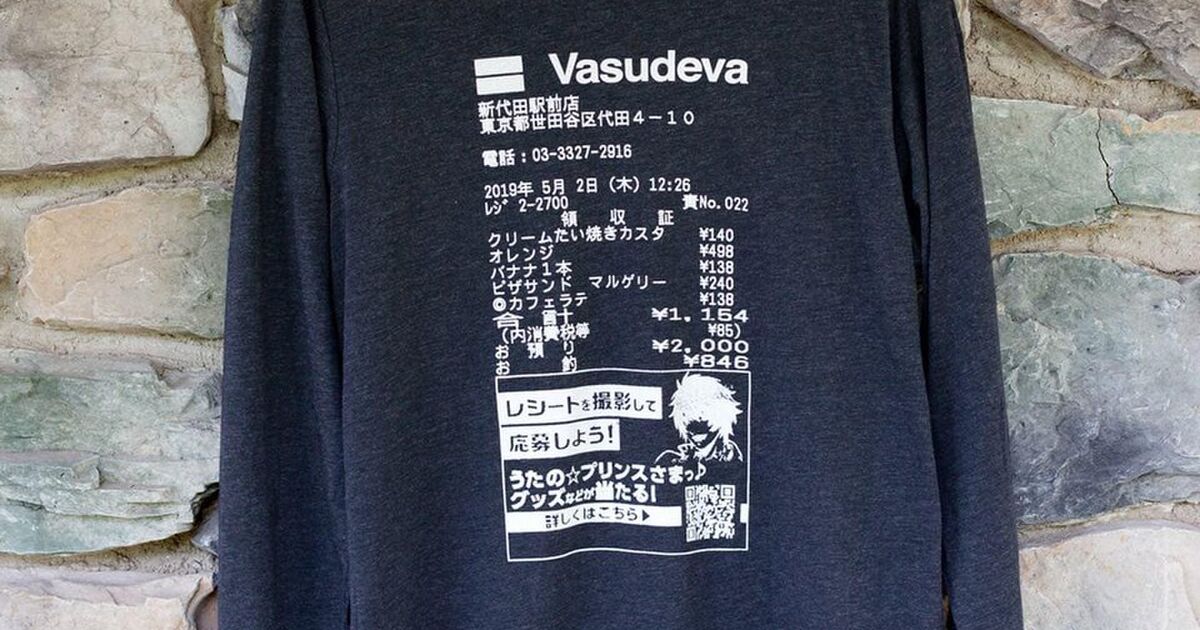 Vasudeva
新代田駅前店
東京都世田谷区代田4-10
電話：03-3327-2916
2019年 5月 2日（木）12:26
ﾚｼﾞ 2-2700 責No.022
領 収 証
クリームたい焼きカスタ ¥140
オレンジ ¥498
バナナ1本 ¥138
ピザサンド マルゲリー ¥240
◎カフェラテ ¥138
合 計 ¥1,154
（内消費税等 ¥85)
お 預 り ¥2,000
お 釣 ¥846
レシートを撮影して
応募しよう！
うたの☆プリンスさまっ♪
グッズなどが当たる！
詳しくはこちら▶